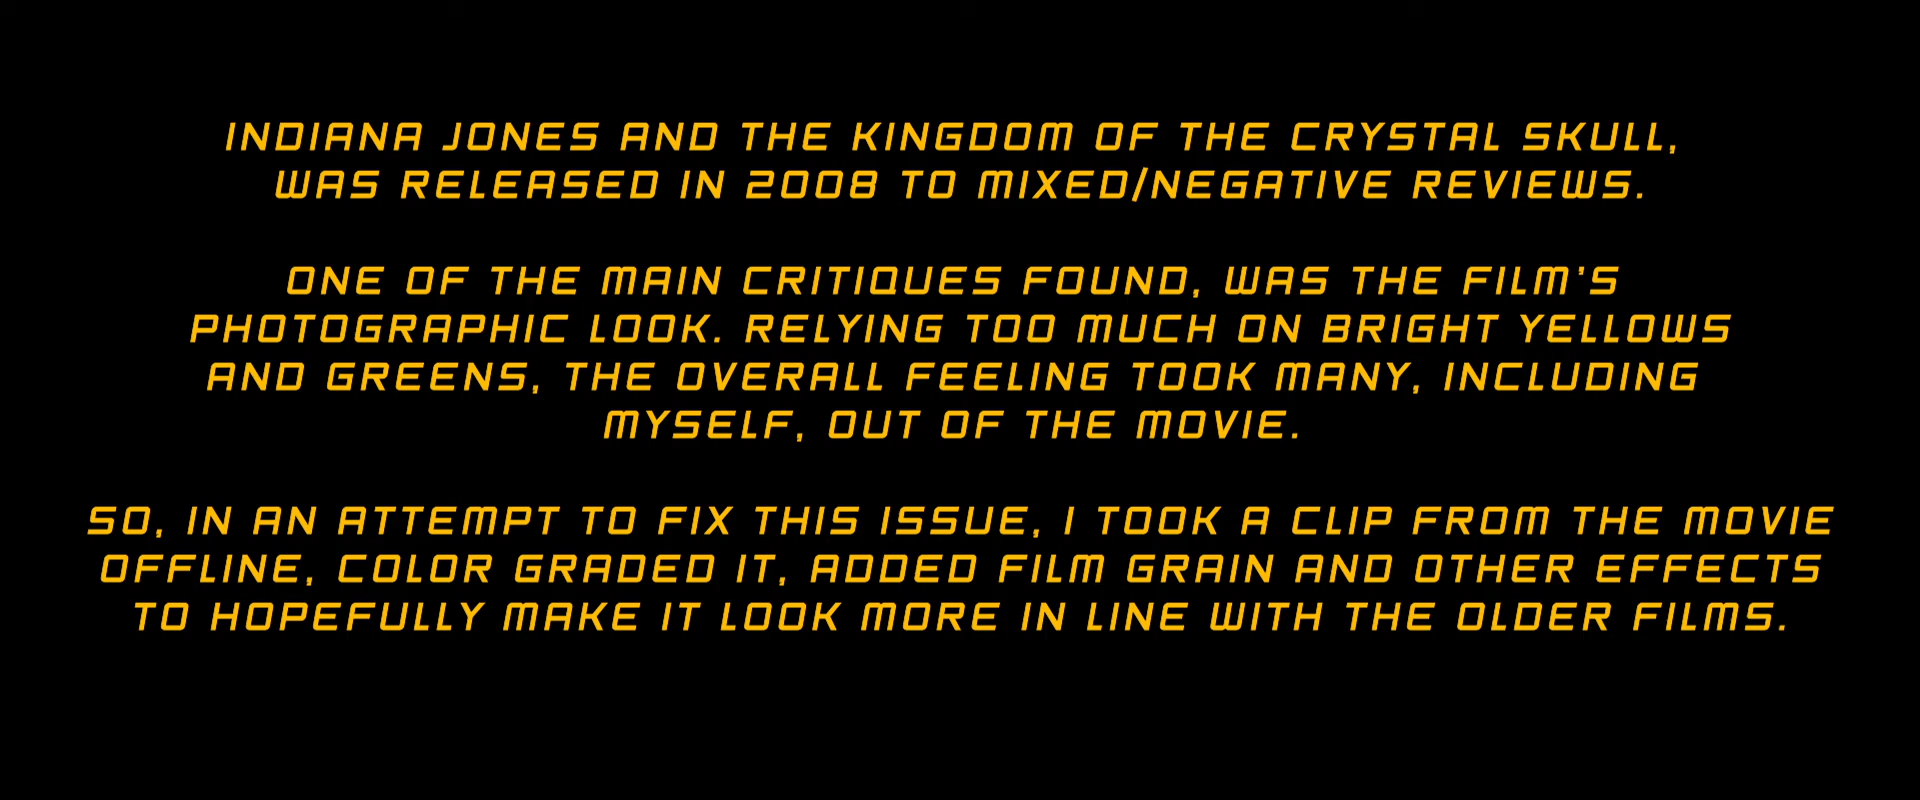 INDIANA JONES AND THE KINGDOM OF THE CRYSTAL SKULL,
WAS RELEASED IN 2008 TO MIXED/NEGATIVE REVIEWS.
ONE OF THE MAIN CRITIQUES FOUND, WAS THE FILM'S
PHOTOGRAPHIC LOOK. RELYING TOO MUCH ON BRIGHT YELLOWS
AND GREENS, THE OVERALL FEELING TOOK MANY, INCLUDING
MYSELF, OUT OF THE MOVIE.
SO, IN AN ATTEMPT TO FIX THIS ISSUE, I TOOK A CLIP FROM THE MOVIE
OFFLINE, COLOR GRADED IT, ADDED FILM GRAIN AND OTHER EFFECTS
TO HOPEFULLY MAKE IT LOOK MORE IN LINE WITH THE OLDER FILMS.